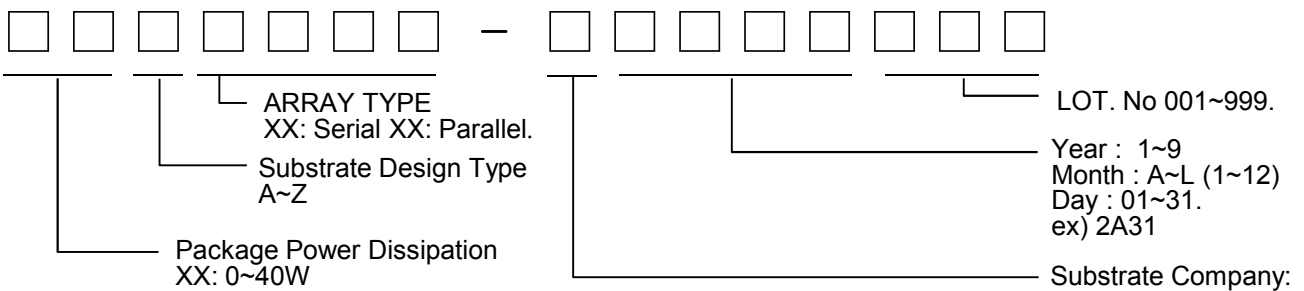 –
ARRAY TYPE
XX: Serial XX: Parallel.
Substrate Design Type
A~Z
Package Power Dissipation
XX: 0~40W
LOT. No 001~999.
Year : 1~9
Month : A~L (1~12)
Day : 01~31.
ex) 2A31
Substrate Company: